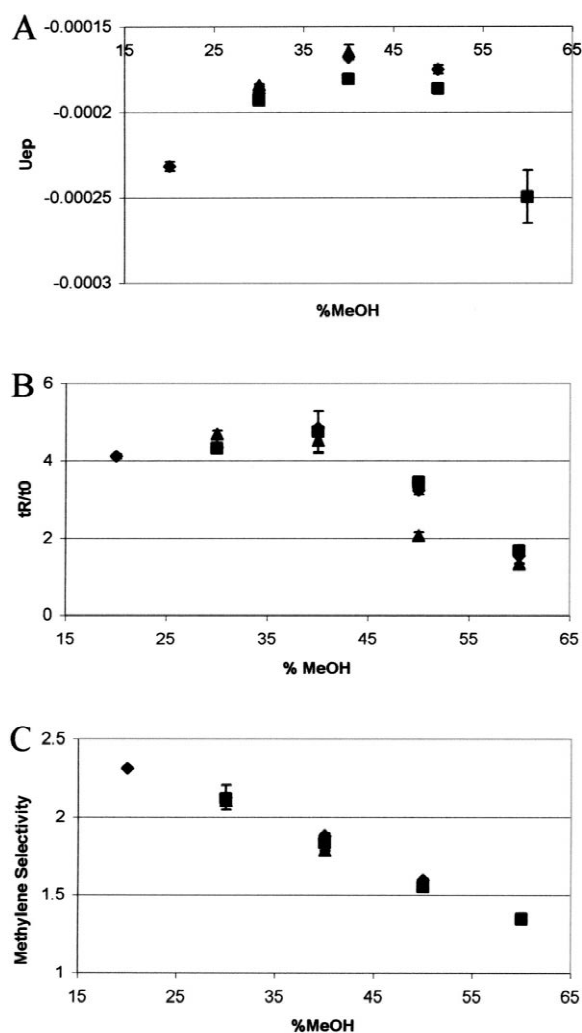 A
-0.00015
15 25 35 45 55 65
-0.0002
-0.00025
-0.0003
Uep
%MeOH
B
6
4
2
0
tR/t0
15 25 35 45 55 65
% MeOH
C
2.5
2
1.5
1
Methylene Selectivity
15 25 35 45 55 65
%MeOH